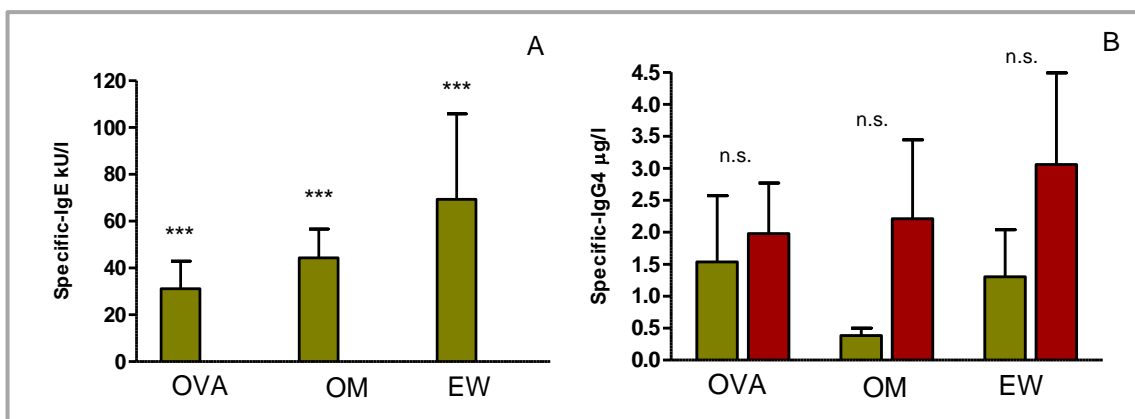 A
Specific-IgE kU/l
120
100
80
60
40
20
0
***
***
***
OVA
OM
EW
B
Specific-IgG4 µg/l
4.5
4.0
3.5
3.0
2.5
2.0
1.5
1.0
0.5
0.0
n.s.
n.s.
n.s.
OVA
OM
EW